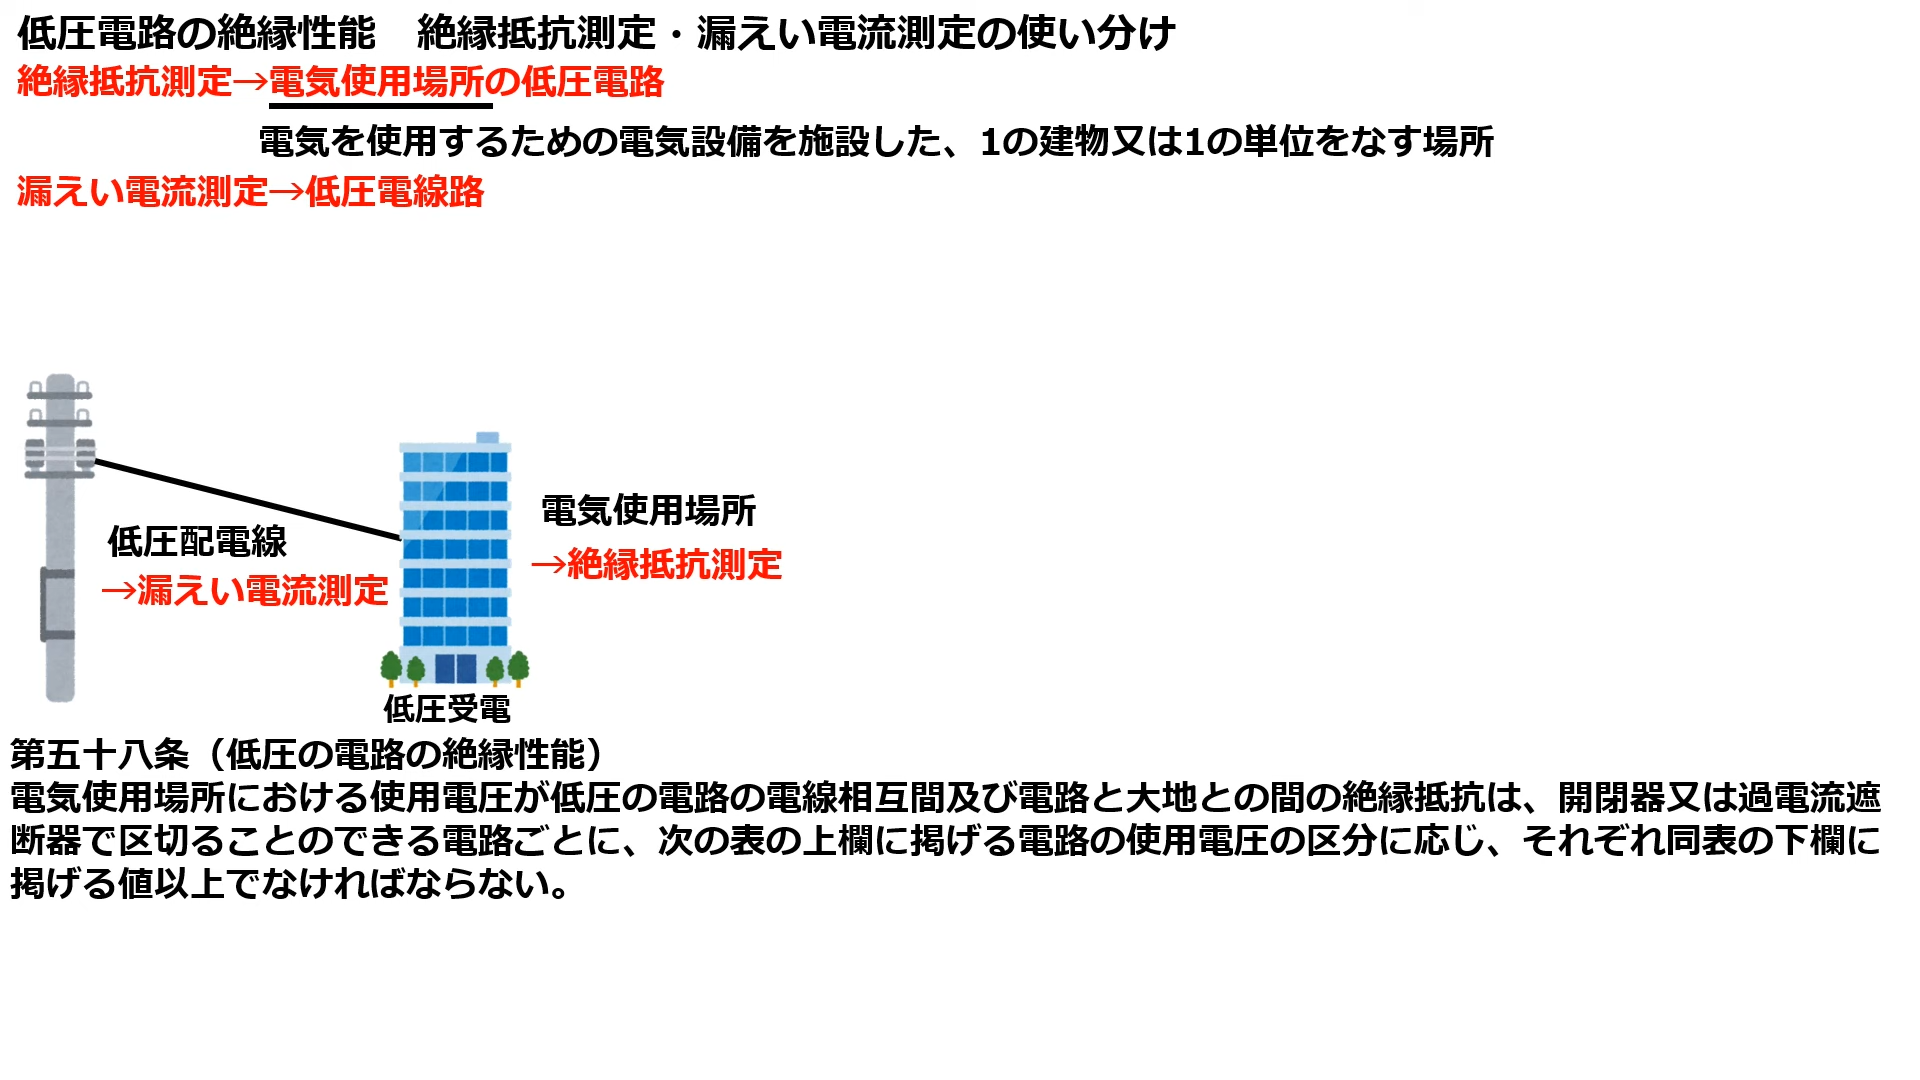 低圧電路の絶縁性能　絶縁抵抗測定・漏えい電流測定の使い分け
絶縁抵抗測定→電気使用場所の低圧電路
電気を使用するための電気設備を施設した、1の建物又は1の単位をなす場所
漏えい電流測定→低圧電線路
電気使用場所
→絶縁抵抗測定
低圧配電線
→漏えい電流測定
低圧受電
第五十八条（低圧の電路の絶縁性能）
電気使用場所における使用電圧が低圧の電路の電線相互間及び電路と大地との間の絶縁抵抗は、開閉器又は過電流遮
断器で区切ることのできる電路ごとに、次の表の上欄に掲げる電路の使用電圧の区分に応じ、それぞれ同表の下欄に
掲げる値以上でなければならない。